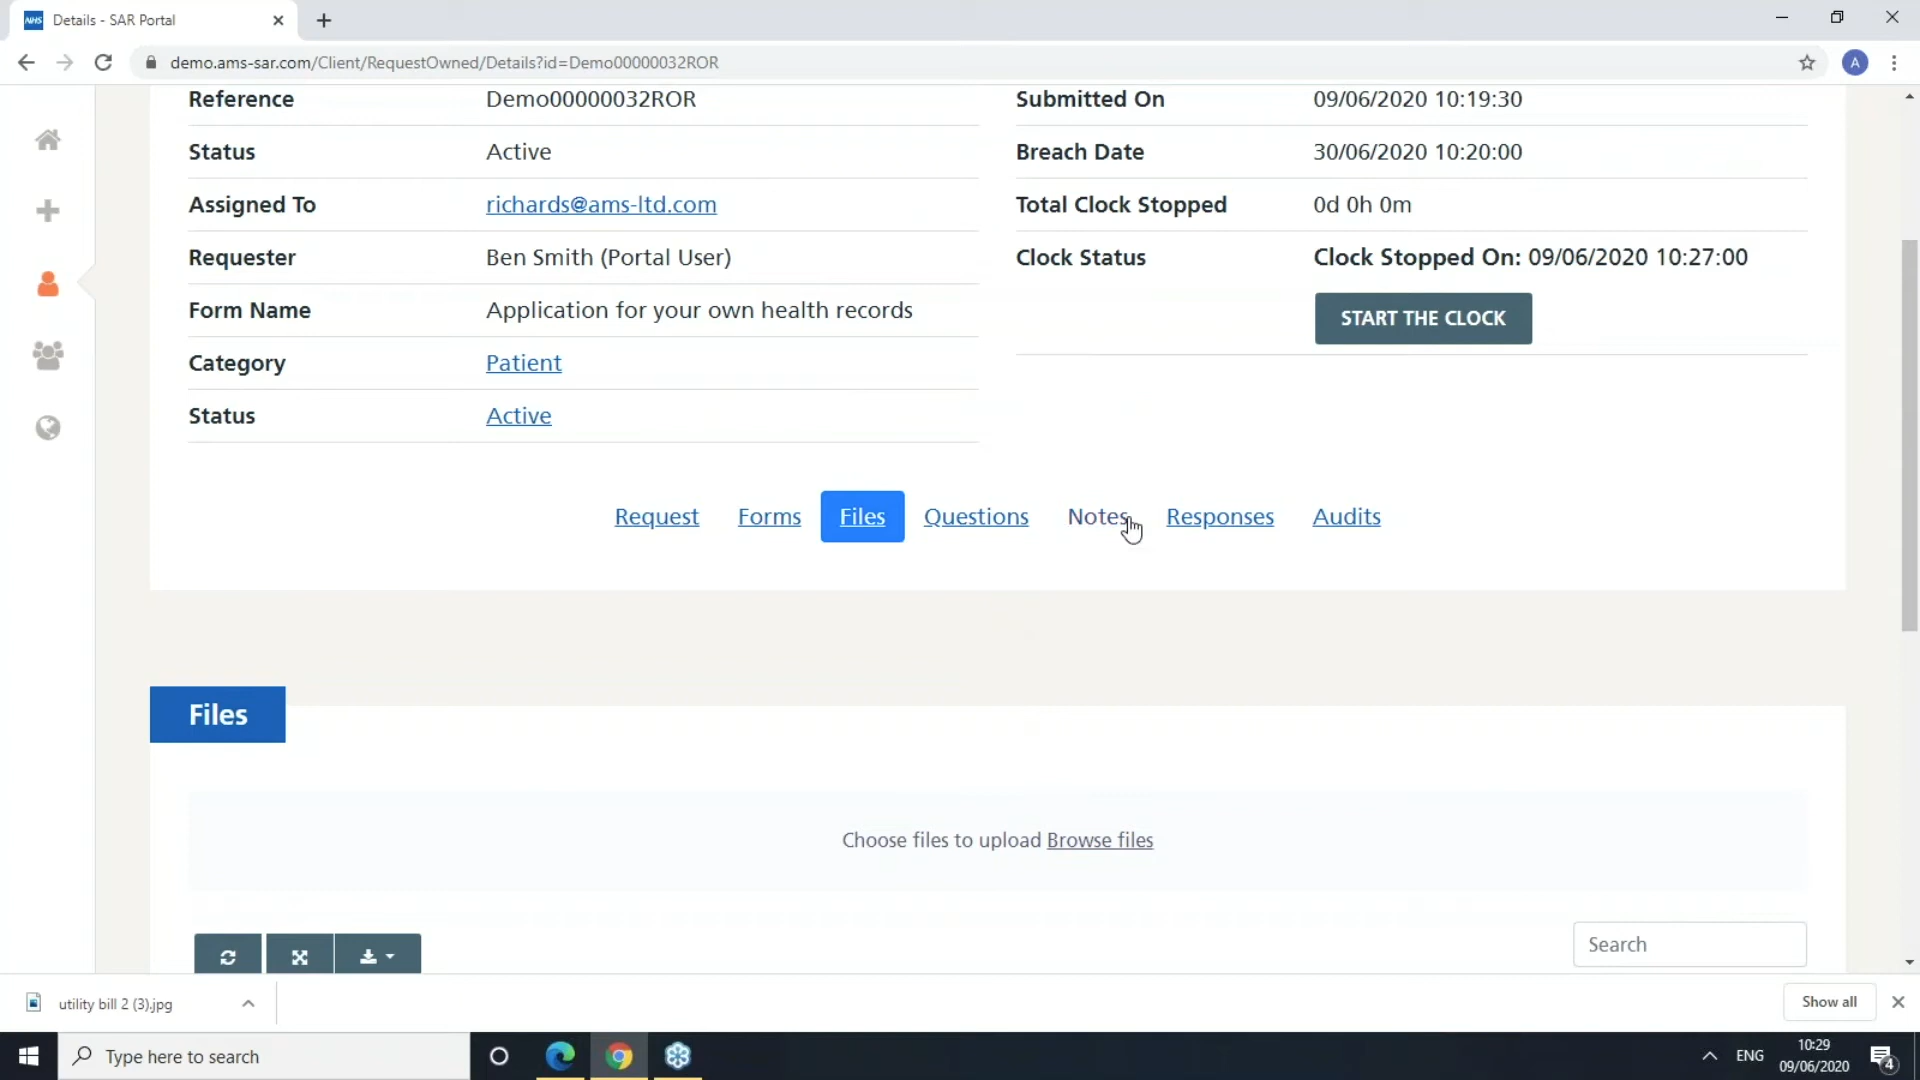 NHS Details - SAR Portal
demo.ams-sar.com/Client/RequestOwned/Details?id=Demo00000032ROR
A
Reference Demo00000032ROR
Status Active
Assigned To richards@ams-ltd.com
Requester Ben Smith (Portal User)
Form Name Application for your own health records
Category Patient
Status Active
Submitted On 09/06/2020 10:19:30
Breach Date 30/06/2020 10:20:00
Total Clock Stopped 0d 0h 0m
Clock Status Clock Stopped On: 09/06/2020 10:27:00
START THE CLOCK
Request Forms Files Questions Notes Responses Audits
Files
Choose files to upload Browse files
Search
utility bill 2 (3).jpg
Show all
Type here to search
ENG
10:29
09/06/2020
4